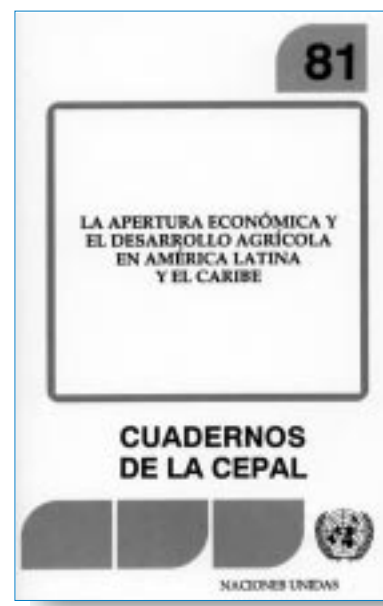 81
LA APERTURA ECONÓMICA Y
EL DESARROLLO AGRÍCOLA
EN AMÉRICA LATINA
Y EL CARIBE
CUADERNOS
DE LA CEPAL
NACIONES UNIDAS